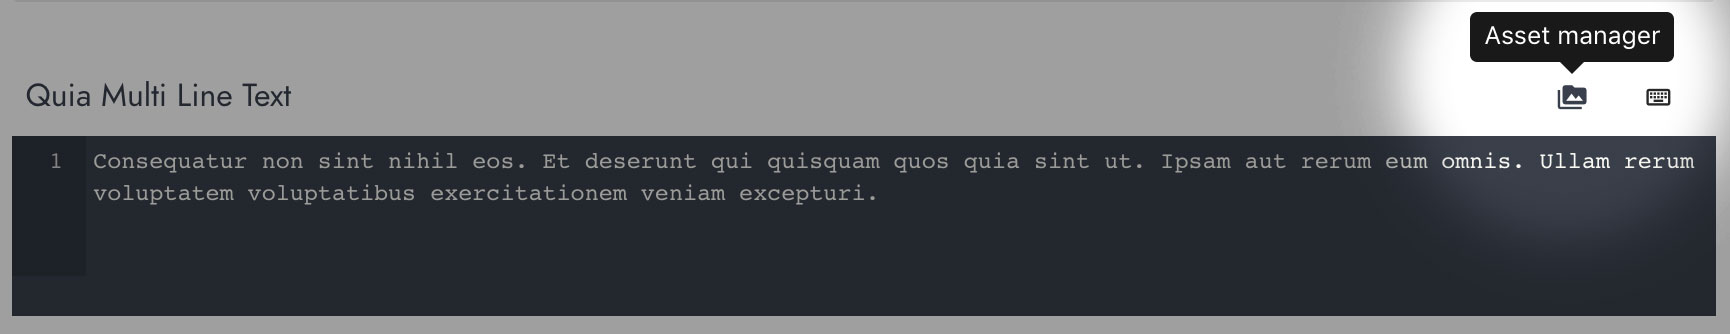 Asset manager
Quia Multi Line Text
1 Consequatur non sint nihil eos. Et deserunt qui quisquam quos quia sint ut. Ipsam aut rerum eum omnis. Ullam rerum
voluptatem voluptatibus exercitationem veniam excepturi.